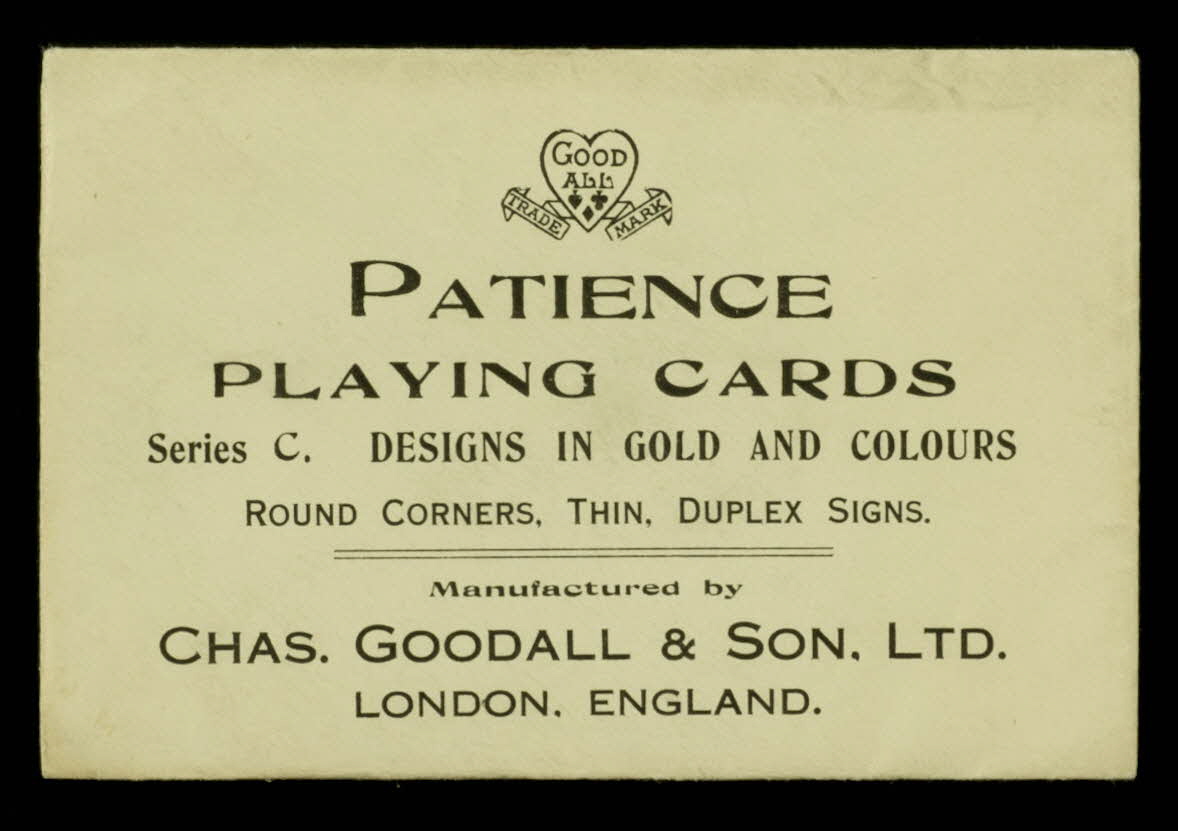 GOOD
ALL
TRADE MARK
PATIENCE
PLAYING CARDS
Series C. DESIGNS IN GOLD AND COLOURS
ROUND CORNERS, THIN, DUPLEX SIGNS.
Manufactured by
CHAS. GOODALL & SON, LTD.
LONDON, ENGLAND.